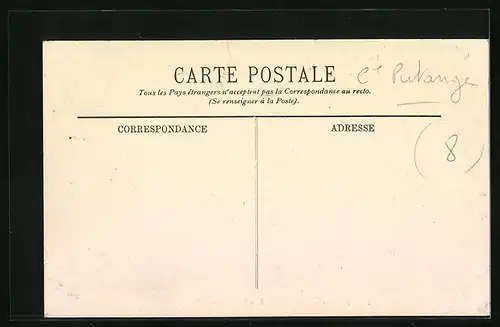 CARTE POSTALE
Tous les Pays étrangers n'acceptent pas la Correspondance au recto.
(Se renseigner à la Poste).
CORRESPONDANCE
ADRESSE
(8)